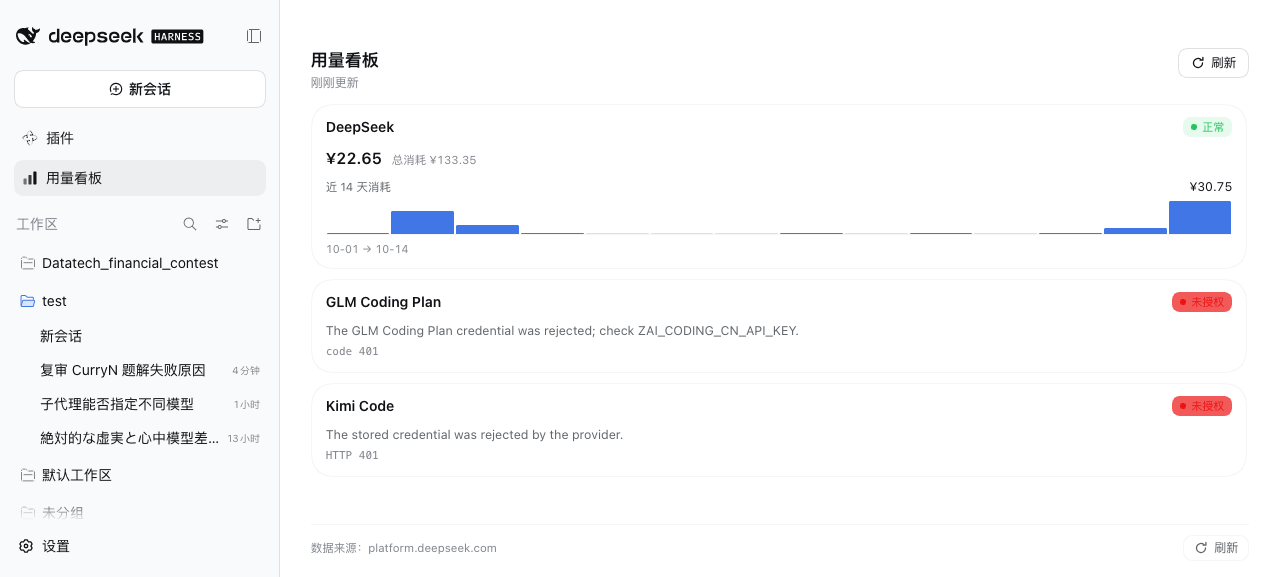 deepseek HARNESS
新会话
插件
用量看板
工作区
Datatech_financial_contest
test
新会话
复审 CurryN 题解失败原因 4分钟
子代理能否指定不同模型 1小时
絶対的な虚実と心中模型差... 13小时
默认工作区
未分组
设置
用量看板
刚刚更新
刷新
DeepSeek
正常
¥22.65 总消耗 ¥133.35
近 14 天消耗
¥30.75
10-01 → 10-14
GLM Coding Plan
未授权
The GLM Coding Plan credential was rejected; check ZAI_CODING_CN_API_KEY.
code 401
Kimi Code
未授权
The stored credential was rejected by the provider.
HTTP 401
数据来源：platform.deepseek.com
刷新